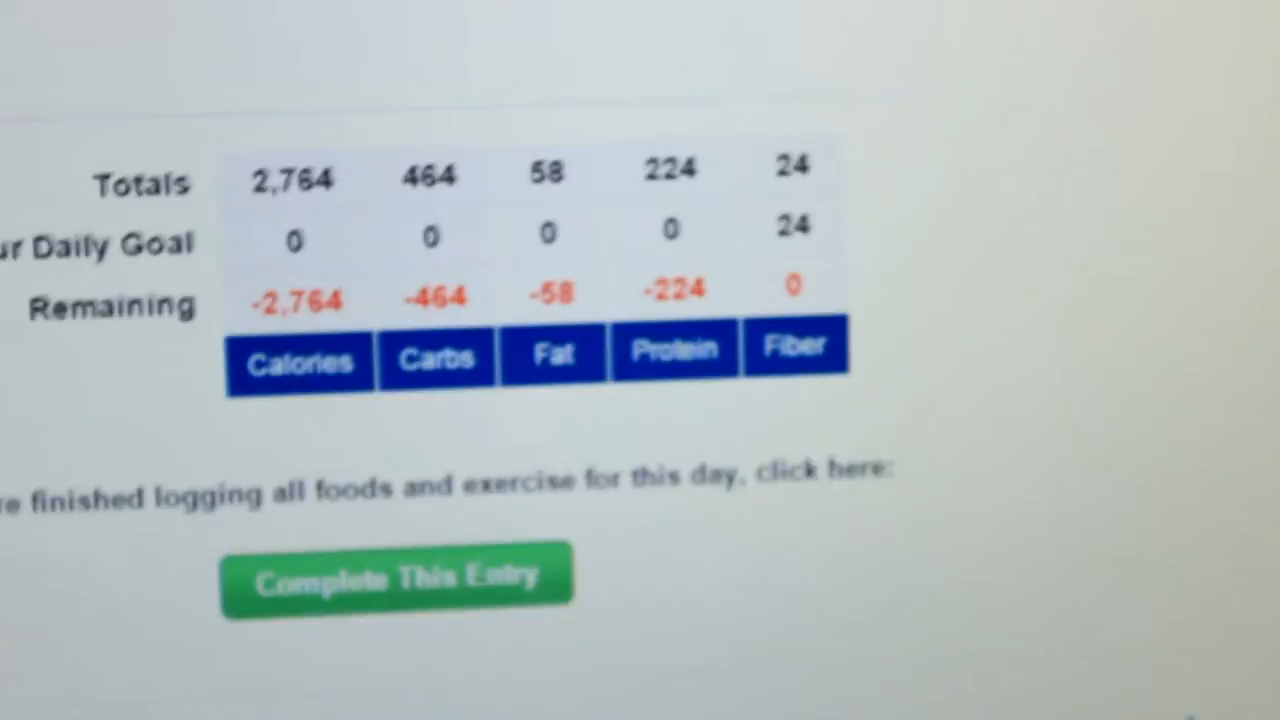 Totals 2,764 464 58 224 24
ur Daily Goal 0 0 0 0 24
Remaining -2,764 -464 -58 -224 0
Calories Carbs Fat Protein Fiber
re finished logging all foods and exercise for this day, click here:
Complete This Entry